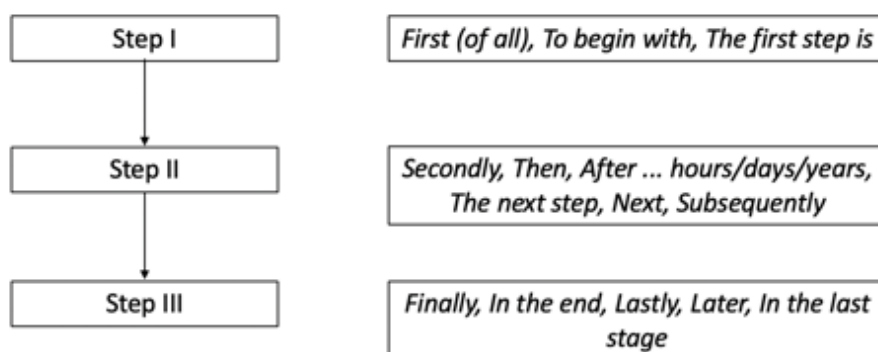 Step I
First (of all), To begin with, The first step is
Step II
Secondly, Then, After ... hours/days/years,
The next step, Next, Subsequently
Step III
Finally, In the end, Lastly, Later, In the last
stage